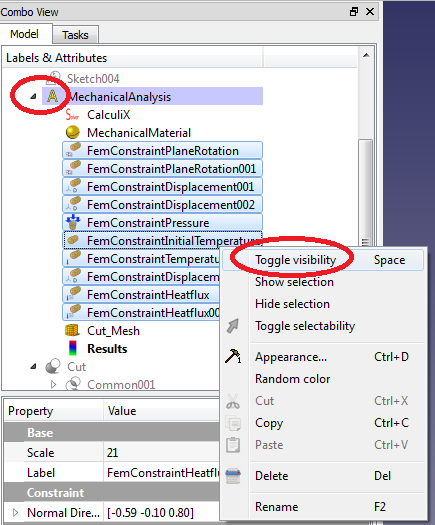 Combo View
Model Tasks
Labels & Attributes
Sketch004
MechanicalAnalysis
CalculiX
MechanicalMaterial
FemConstraintPlaneRotation
FemConstraintPlaneRotation001
FemConstraintDisplacement001
FemConstraintDisplacement002
FemConstraintPressure
FemConstraintInitialTemperature
FemConstraintTemperatu
Toggle visibility Space
FemConstraintDisplacem
Show selection
FemConstraintHeatflux
Hide selection
FemConstraintHeatflux00
Toggle selectability
Cut_Mesh
Results
Appearance... Ctrl+D
Cut
Random color
Common001
Cut Ctrl+X
Property Value
Copy Ctrl+C
Base
Paste Ctrl+V
Scale 21
Label FemConstraintHeatfl
Delete Del
Constraint
Normal Dire... [-0.59 -0.10 0.80]
Rename F2